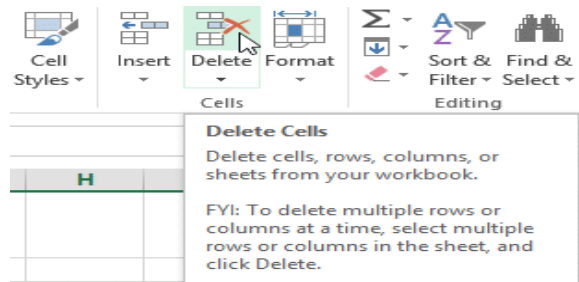 Cell Insert Delete Format Sort & Find &
Styles Filter Select
Cells Editing
Delete Cells
Delete cells, rows, columns, or
sheets from your workbook.
H
FYI: To delete multiple rows or
columns at a time, select multiple
rows or columns in the sheet, and
click Delete.